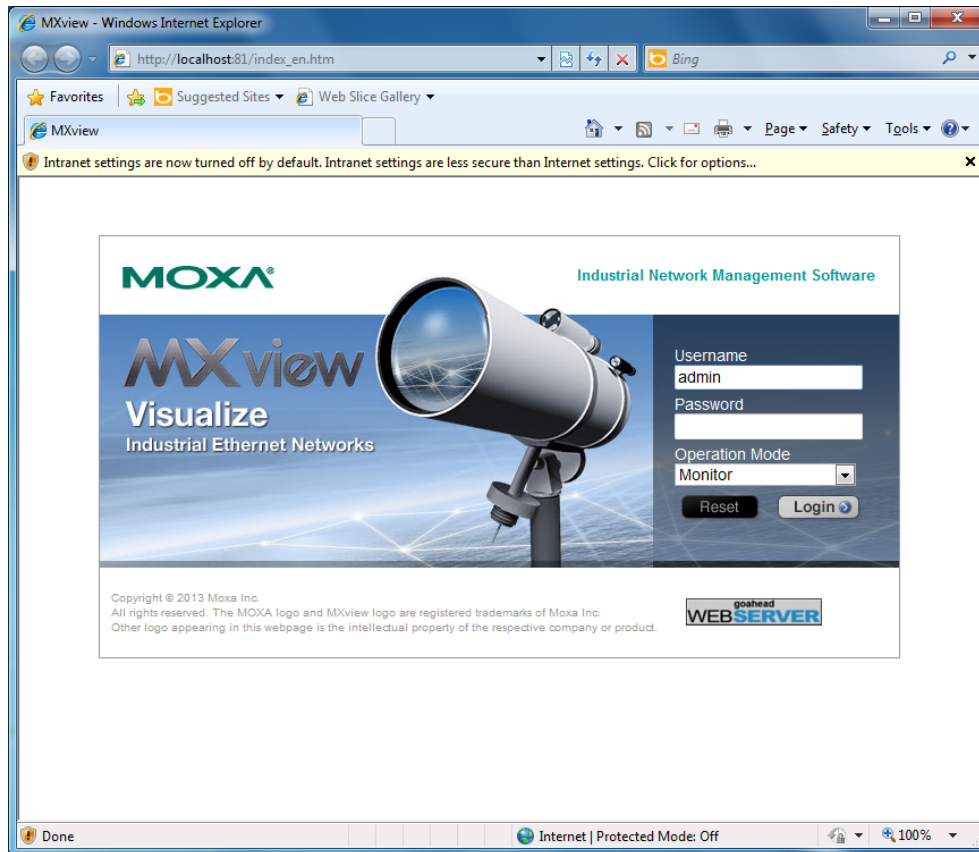 MXview - Windows Internet Explorer
http://localhost:81/index_en.htm
Bing
Favorites
Suggested Sites
Web Slice Gallery
MXview
Page
Safety
Tools
Intranet settings are now turned off by default. Intranet settings are less secure than Internet settings. Click for options...
MOXA®
Industrial Network Management Software
MXview
Visualize
Industrial Ethernet Networks
Username
admin
Password
Operation Mode
Monitor
Reset
Login
Copyright © 2013 Moxa Inc.
All rights reserved. The MOXA logo and MXview logo are registered trademarks of Moxa Inc.
Other logo appearing in this webpage is the intellectual property of the respective company or product.
goahead
WEBSERVER
Done
Internet | Protected Mode: Off
100%